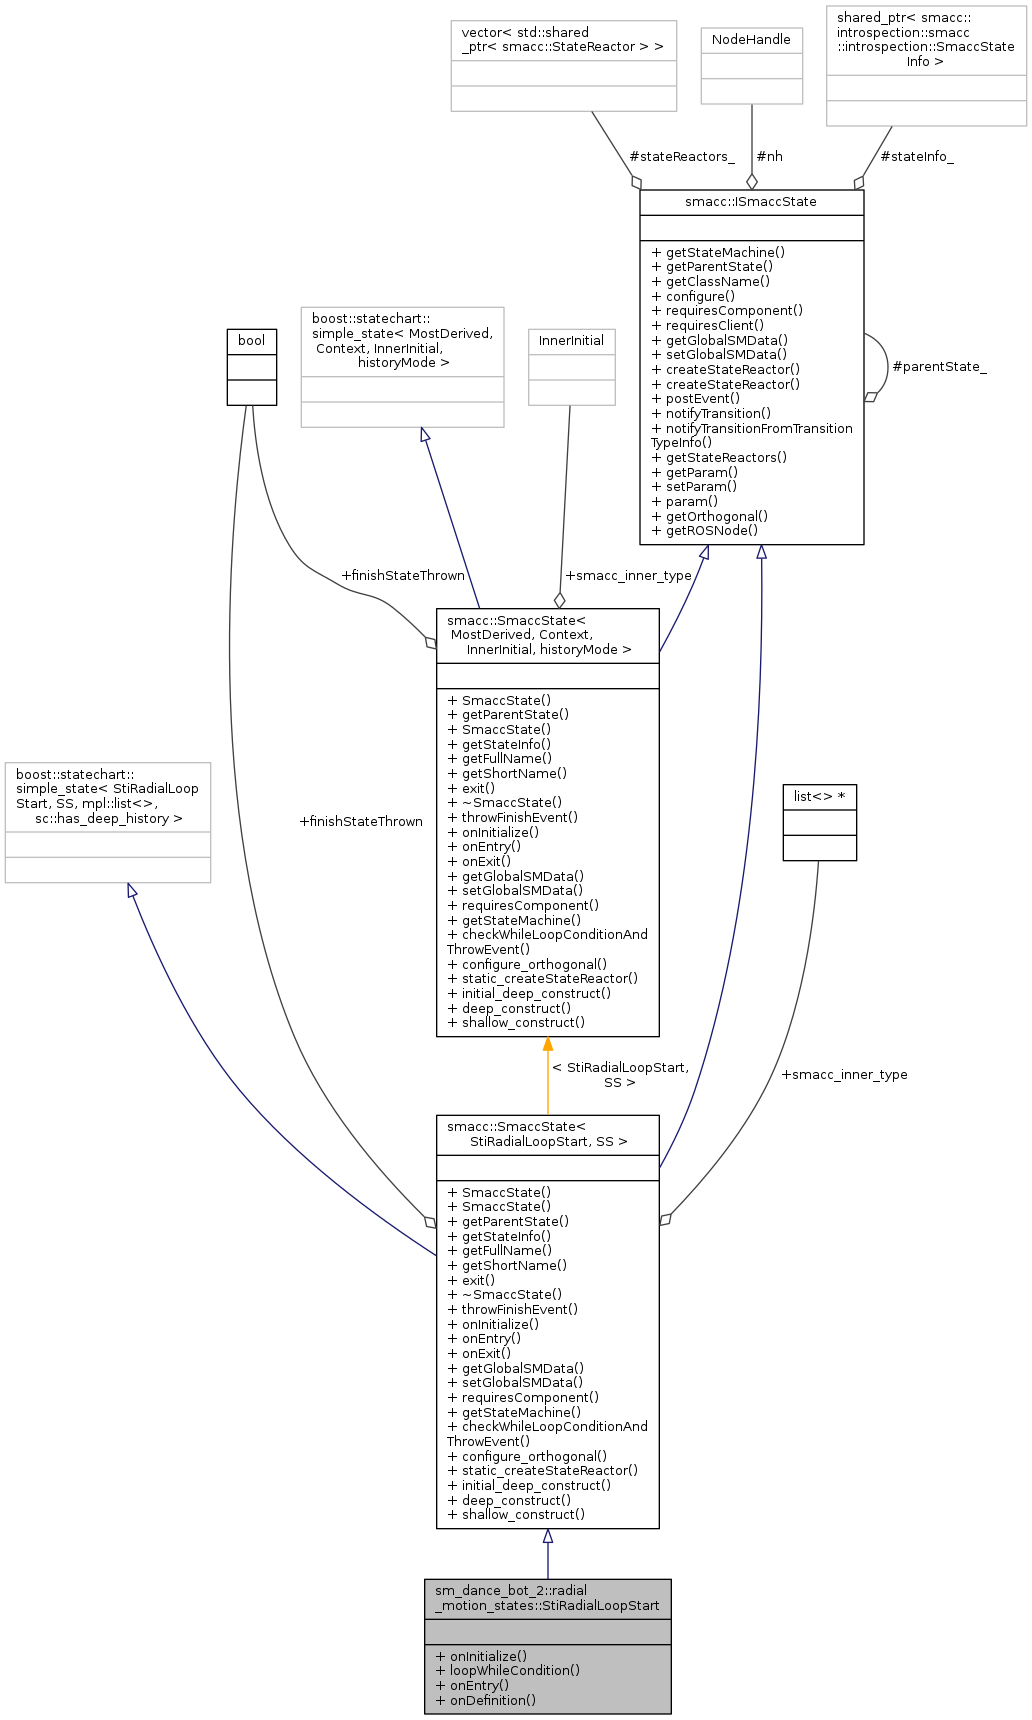 vector< std::shared
_ptr< smacc::StateReactor > >
NodeHandle
shared_ptr< smacc::
introspection::smacc
::introspection::SmaccState
Info >
#stateReactors_
#nh
#stateInfo_
smacc::ISmaccState
+ getStateMachine()
+ getParentState()
+ getClassName()
+ configure()
+ requiresComponent()
+ requiresClient()
+ getGlobalSMData()
+ setGlobalSMData()
+ createStateReactor()
+ createStateReactor()
+ postEvent()
+ notifyTransition()
+ notifyTransitionFromTransition
TypeInfo()
+ getStateReactors()
+ getParam()
+ setParam()
+ param()
+ getOrthogonal()
+ getROSNode()
#parentState_
bool
boost::statechart::
simple_state< MostDerived,
Context, InnerInitial,
historyMode >
InnerInitial
+finishStateThrown
+smacc_inner_type
smacc::SmaccState<
MostDerived, Context,
InnerInitial, historyMode >
+ SmaccState()
+ getParentState()
+ SmaccState()
+ getStateInfo()
+ getFullName()
+ getShortName()
+ exit()
+ ~SmaccState()
+ throwFinishEvent()
+ onInitialize()
+ onEntry()
+ onExit()
+ getGlobalSMData()
+ setGlobalSMData()
+ requiresComponent()
+ getStateMachine()
+ checkWhileLoopConditionAnd
ThrowEvent()
+ configure_orthogonal()
+ static_createStateReactor()
+ initial_deep_construct()
+ deep_construct()
+ shallow_construct()
boost::statechart::
simple_state< StiRadialLoop
Start, SS, mpl::list<>,
sc::has_deep_history >
+finishStateThrown
list<> *
< StiRadialLoopStart,
SS >
+smacc_inner_type
smacc::SmaccState<
StiRadialLoopStart, SS >
+ SmaccState()
+ SmaccState()
+ getParentState()
+ getStateInfo()
+ getFullName()
+ getShortName()
+ exit()
+ ~SmaccState()
+ throwFinishEvent()
+ onInitialize()
+ onEntry()
+ onExit()
+ getGlobalSMData()
+ setGlobalSMData()
+ requiresComponent()
+ getStateMachine()
+ checkWhileLoopConditionAnd
ThrowEvent()
+ configure_orthogonal()
+ static_createStateReactor()
+ initial_deep_construct()
+ deep_construct()
+ shallow_construct()
sm_dance_bot_2::radial
_motion_states::StiRadialLoopStart
+ onInitialize()
+ loopWhileCondition()
+ onEntry()
+ onDefinition()